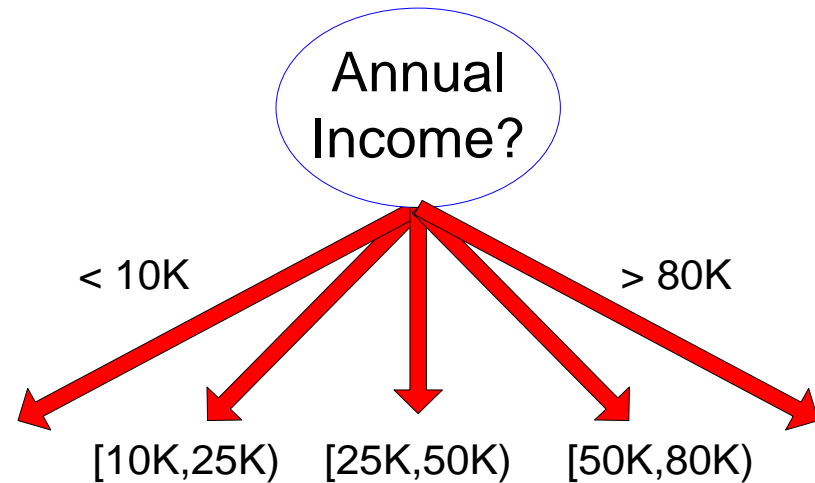 Annual
Income?
< 10K
> 80K
[10K,25K)
[25K,50K)
[50K,80K)